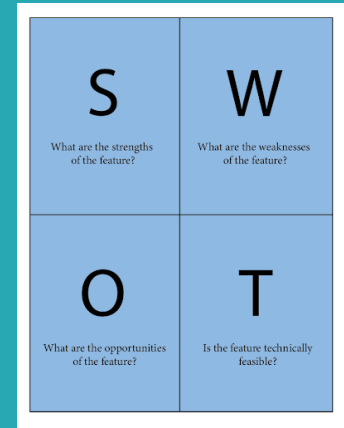 S
What are the strengths
of the feature?
W
What are the weaknesses
of the feature?
O
What are the opportunities
of the feature?
T
Is the feature technically
feasible?